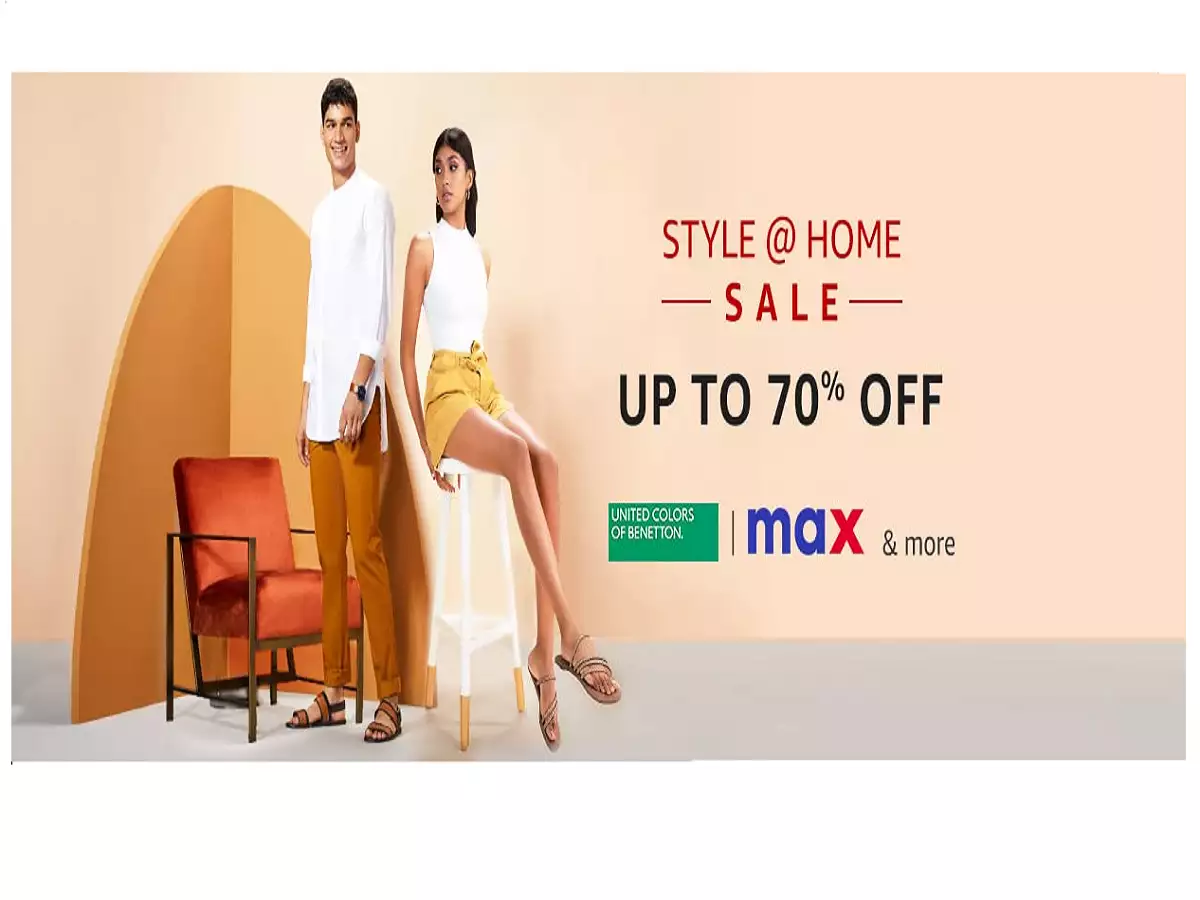 STYLE @ HOME
SALE
UP TO 70% OFF
UNITED COLORS
OF BENETTON.
max
& more